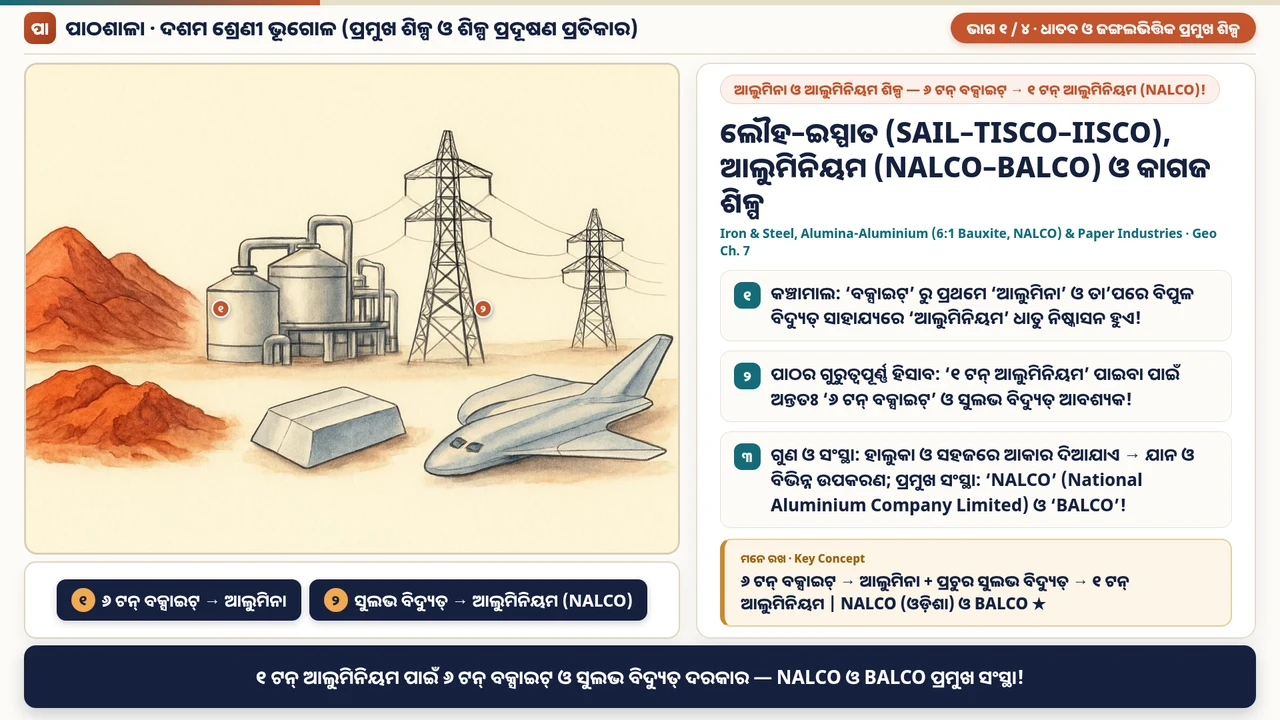 ପା ପାଠଶାଳା · ଦଶମ ଶ୍ରେଣୀ ଭୂଗୋଳ (ପ୍ରମୁଖ ଶିଳ୍ପ ଓ ଶିଳ୍ପ ପ୍ରଦୂଷଣ ପ୍ରତିକାର)
ଭାଗ ୧ / ୪ · ଧାତବ ଓ ଜଙ୍ଗଲଭିତ୍ତିକ ପ୍ରମୁଖ ଶିଳ୍ପ
୧
୨
୧ ୬ ଟନ୍ ବକ୍ସାଇଟ୍ → ଆଲୁମିନା
୨ ସୁଲଭ ବିଦ୍ୟୁତ୍ → ଆଲୁମିନିୟମ (NALCO)
ଆଲୁମିନା ଓ ଆଲୁମିନିୟମ ଶିଳ୍ପ — ୬ ଟନ୍ ବକ୍ସାଇଟ୍ → ୧ ଟନ୍ ଆଲୁମିନିୟମ (NALCO)!
ଲୌହ-ଇସ୍ପାତ (SAIL-TISCO-IISCO),
ଆଲୁମିନିୟମ (NALCO-BALCO) ଓ କାଗଜ
ଶିଳ୍ପ
Iron & Steel, Alumina-Aluminium (6:1 Bauxite, NALCO) & Paper Industries · Geo
Ch. 7
୧ କଞ୍ଚାମାଲ: ‘ବକ୍ସାଇଟ୍’ ରୁ ପ୍ରଥମେ ‘ଆଲୁମିନା’ ଓ ତା’ପରେ ବିପୁଳ
ବିଦ୍ୟୁତ୍ ସାହାଯ୍ୟରେ ‘ଆଲୁମିନିୟମ’ ଧାତୁ ନିଷ୍କାସନ ହୁଏ!
୨ ପାଠର ଗୁରୁତ୍ୱପୂର୍ଣ୍ଣ ହିସାବ: ‘୧ ଟନ୍ ଆଲୁମିନିୟମ’ ପାଇବା ପାଇଁ
ଅନ୍ତତଃ ‘୬ ଟନ୍ ବକ୍ସାଇଟ୍’ ଓ ସୁଲଭ ବିଦ୍ୟୁତ୍ ଆବଶ୍ୟକ!
୩ ଗୁଣ ଓ ସଂସ୍ଥା: ହାଲୁକା ଓ ସହଜରେ ଆକାର ଦିଆଯାଏ → ଯାନ ଓ
ବିଭିନ୍ନ ଉପକରଣ; ପ୍ରମୁଖ ସଂସ୍ଥା: ‘NALCO’ (National
Aluminium Company Limited) ଓ ‘BALCO’!
ମନେ ରଖ · Key Concept
୬ ଟନ୍ ବକ୍ସାଇଟ୍ → ଆଲୁମିନା + ପ୍ରଚୁର ସୁଲଭ ବିଦ୍ୟୁତ୍ → ୧ ଟନ୍
ଆଲୁମିନିୟମ | NALCO (ଓଡ଼ିଶା) ଓ BALCO ★
୧ ଟନ୍ ଆଲୁମିନିୟମ ପାଇଁ ୬ ଟନ୍ ବକ୍ସାଇଟ୍ ଓ ସୁଲଭ ବିଦ୍ୟୁତ୍ ଦରକାର — NALCO ଓ BALCO ପ୍ରମୁଖ ସଂସ୍ଥା!